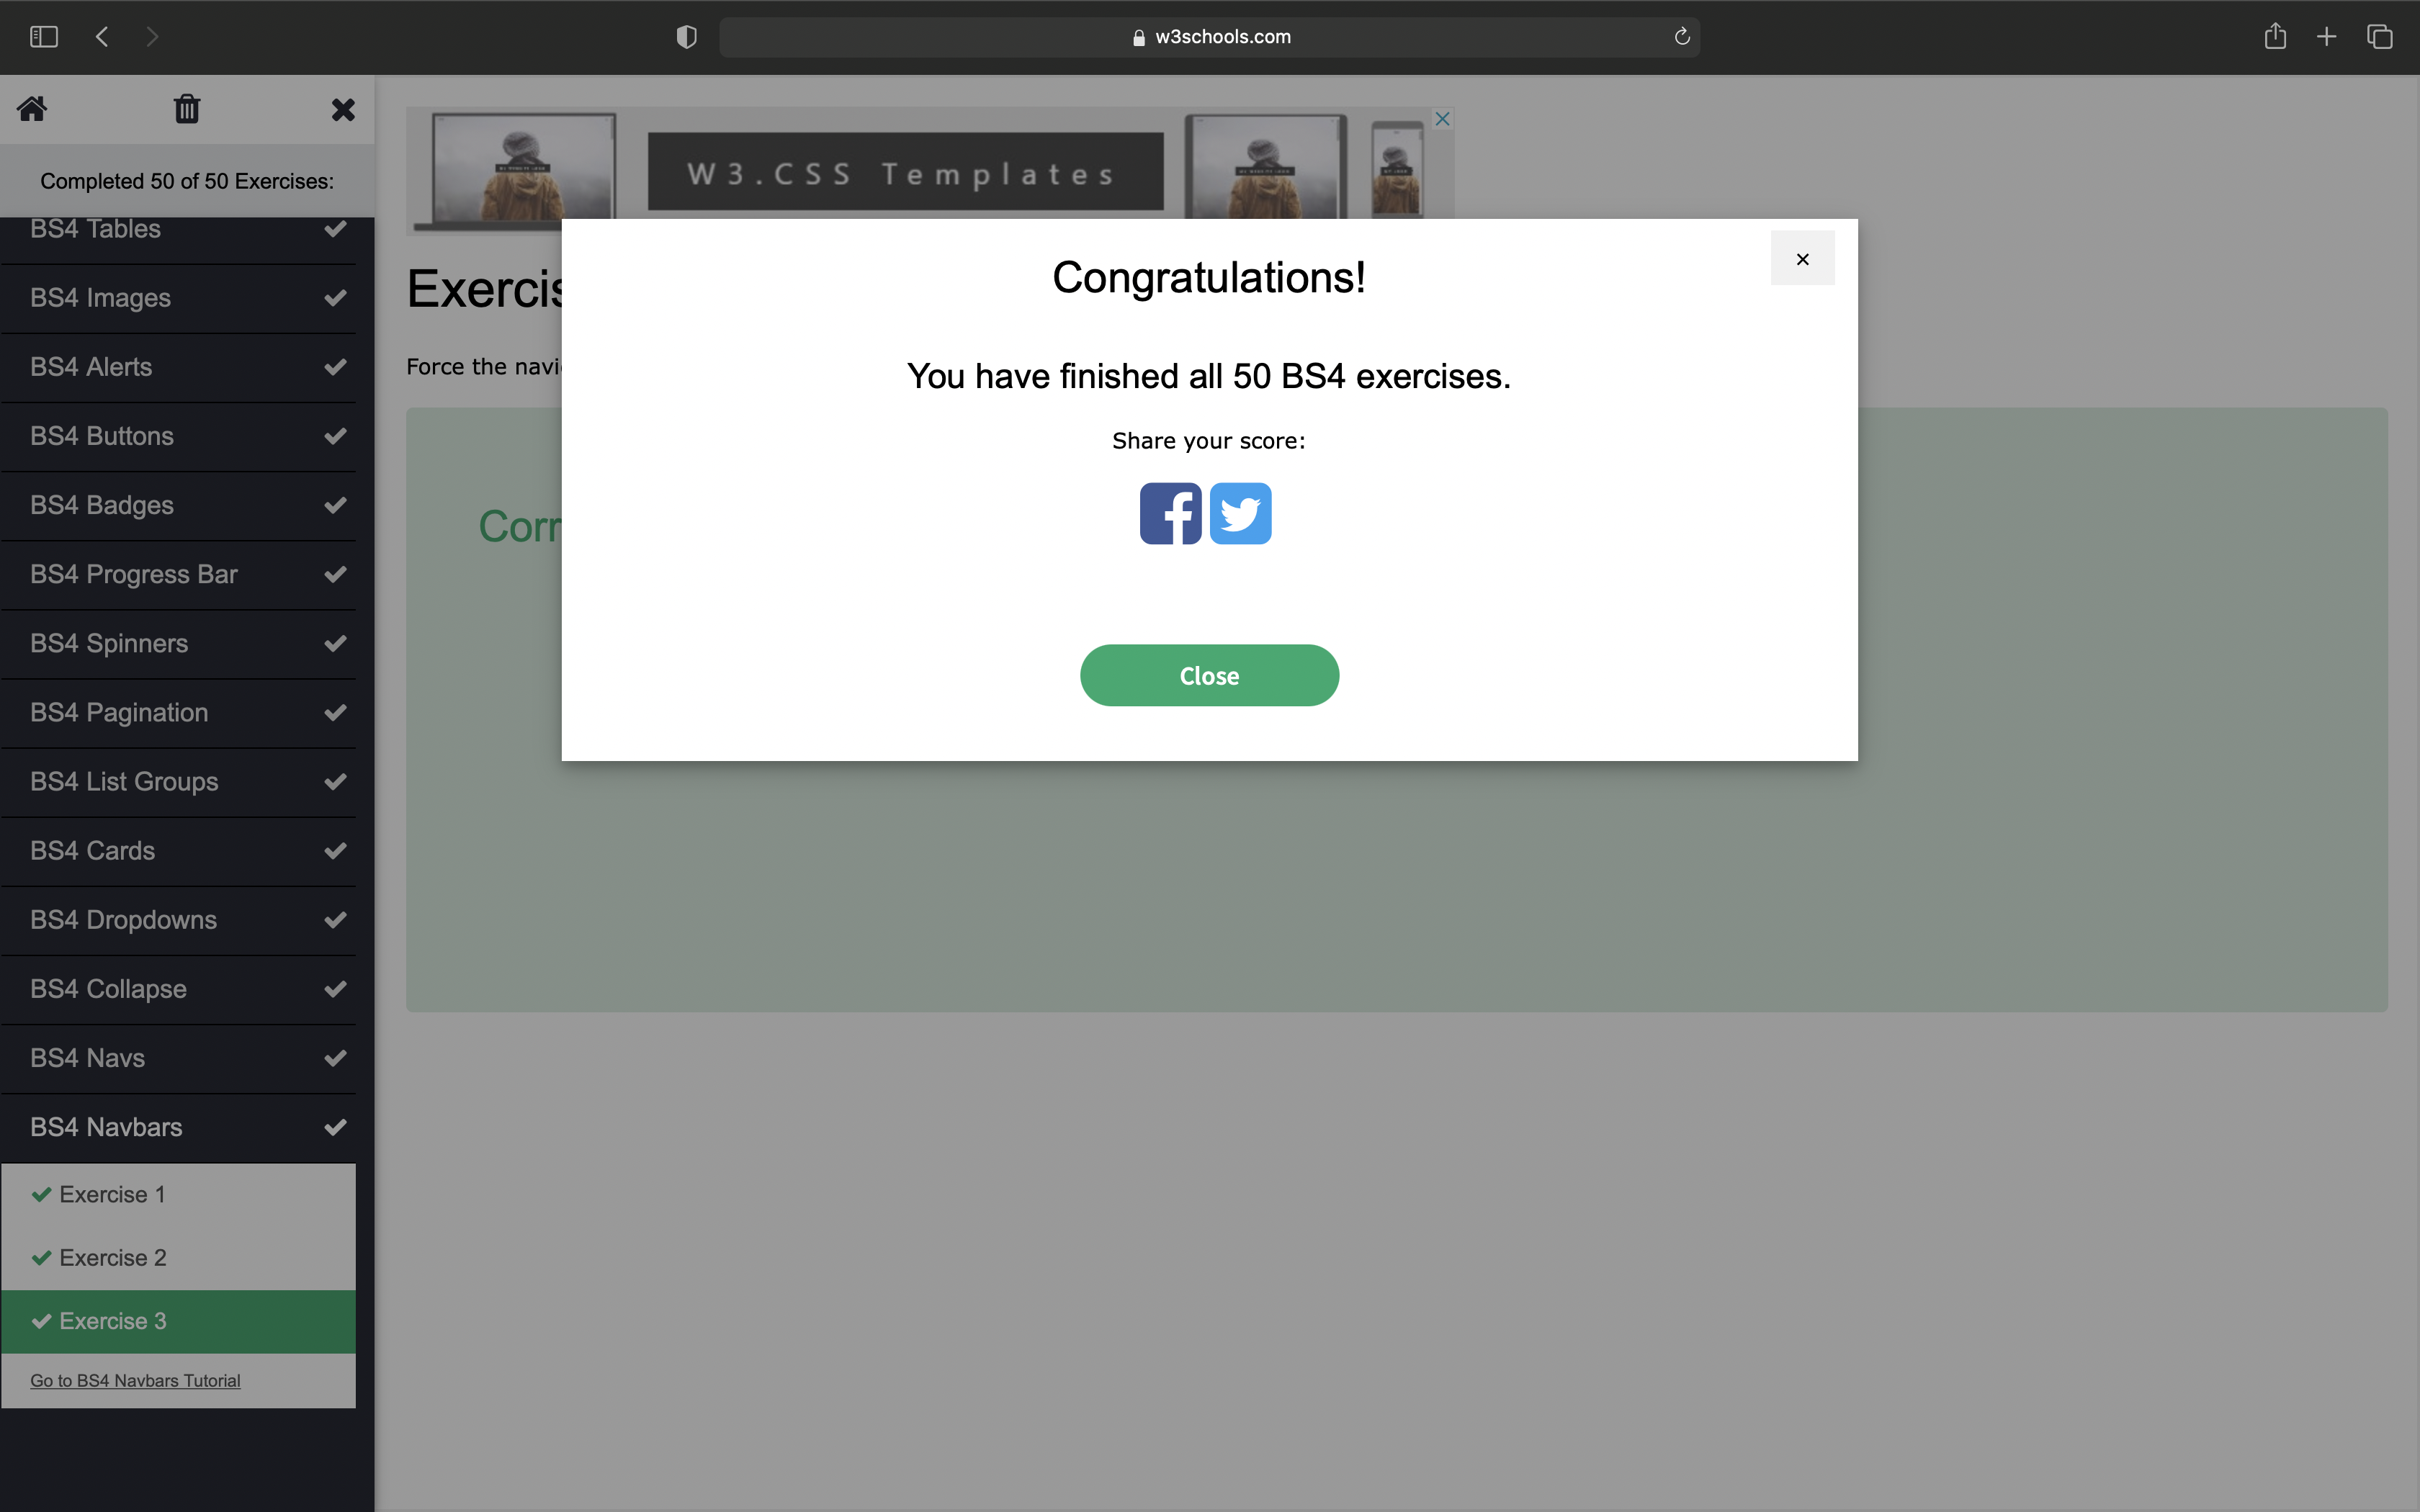 w3schools.com
Completed 50 of 50 Exercises:
BS4 Tables
BS4 Images
BS4 Alerts
BS4 Buttons
BS4 Badges
BS4 Progress Bar
BS4 Spinners
BS4 Pagination
BS4 List Groups
BS4 Cards
BS4 Dropdowns
BS4 Collapse
BS4 Navs
BS4 Navbars
Exercise 1
Exercise 2
Exercise 3
Go to BS4 Navbars Tutorial
W3.CSS Templates
Exercis
Force the navi
Corr
Congratulations!
×
You have finished all 50 BS4 exercises.
Share your score:
Close